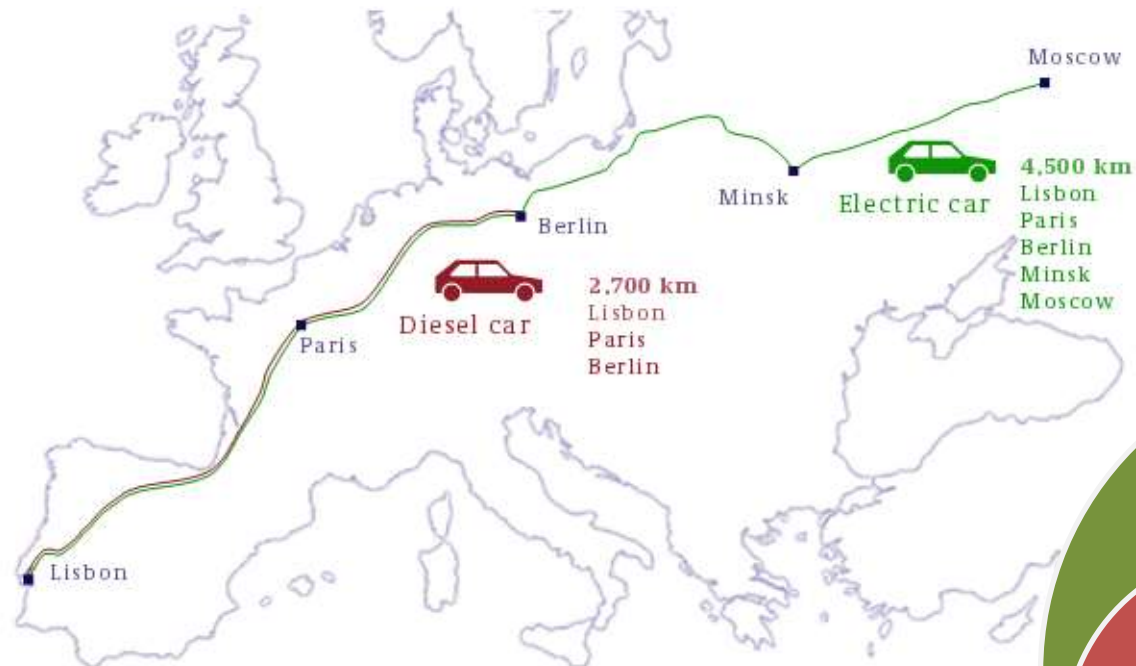 Moscow
4,500 km
Lisbon
Paris
Berlin
Minsk
Moscow
Minsk
Electric car
Berlin
2,700 km
Lisbon
Paris
Berlin
Diesel car
Paris
Lisbon